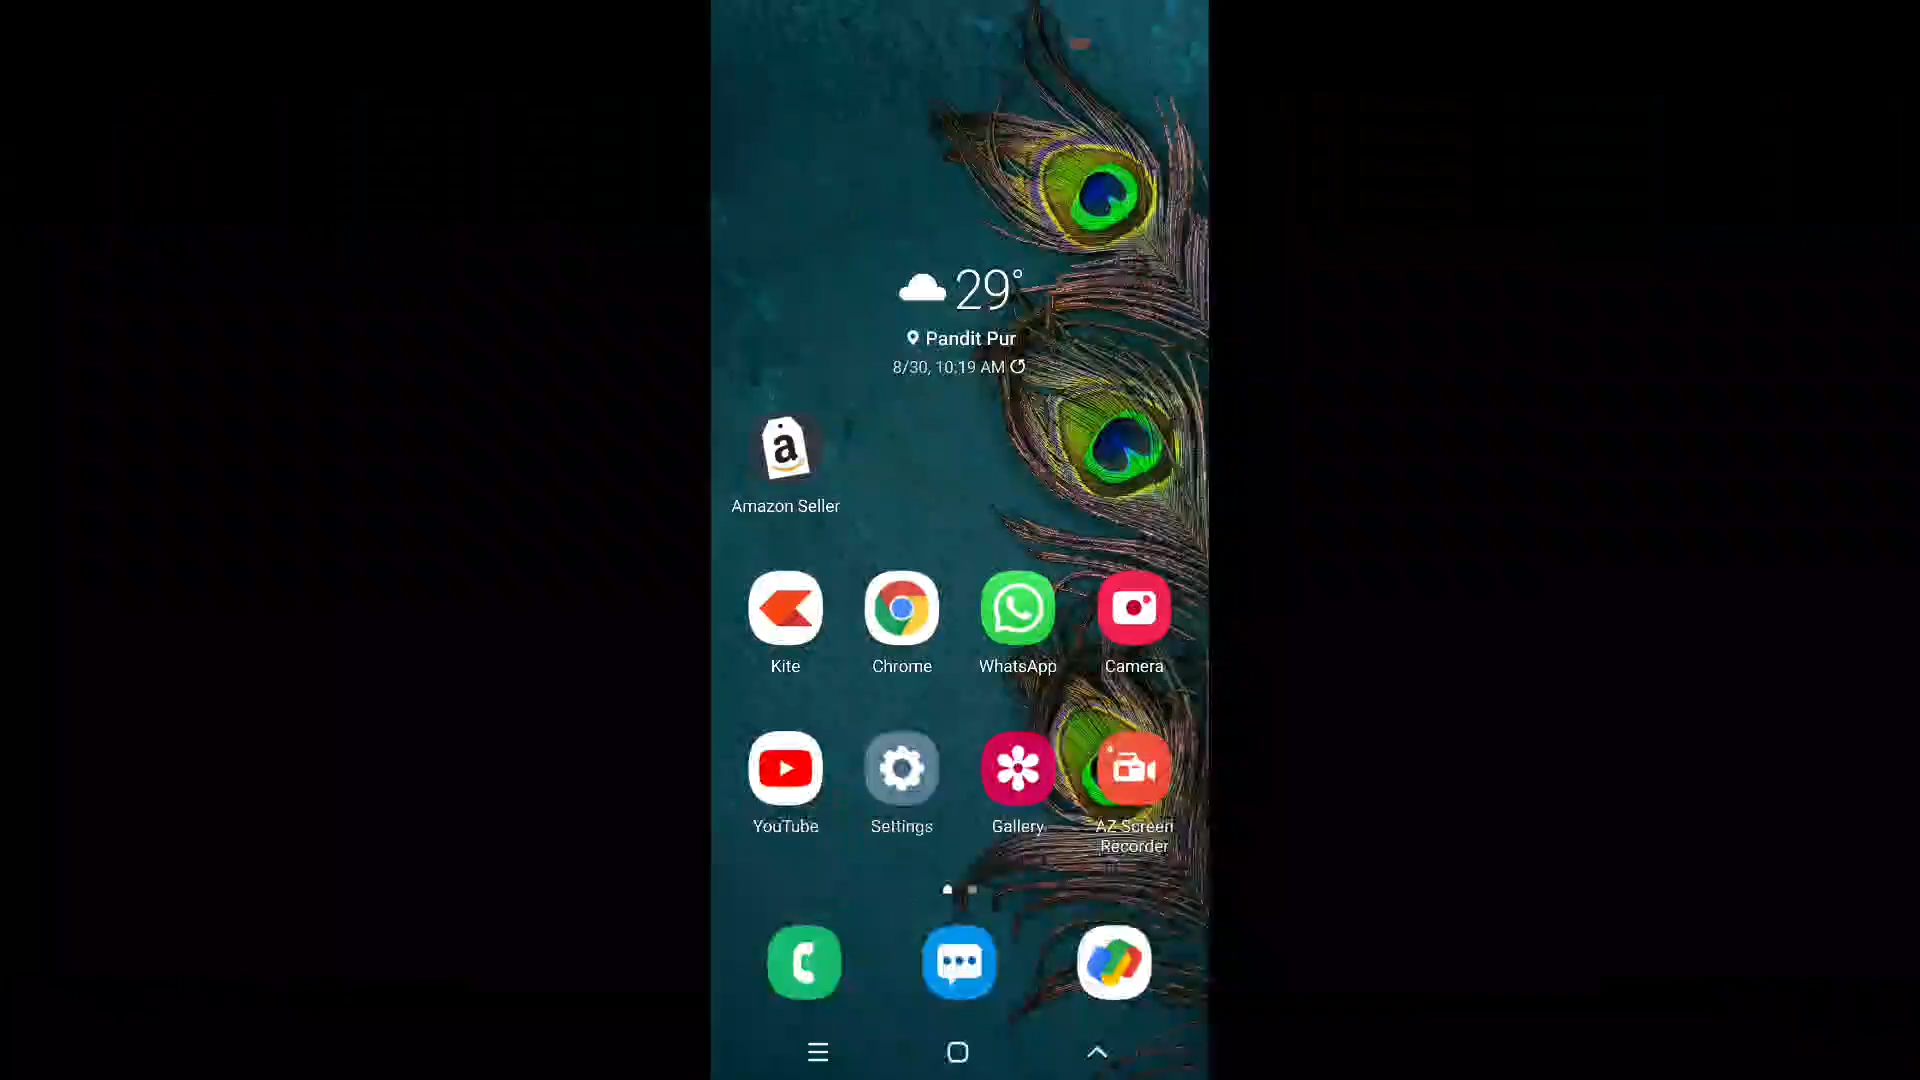 29°
Pandit Pur
8/30, 10:19 AM
a
Amazon Seller
Kite
Chrome
WhatsApp
Camera
YouTube
Settings
Gallery
AZ Screen
Recorder